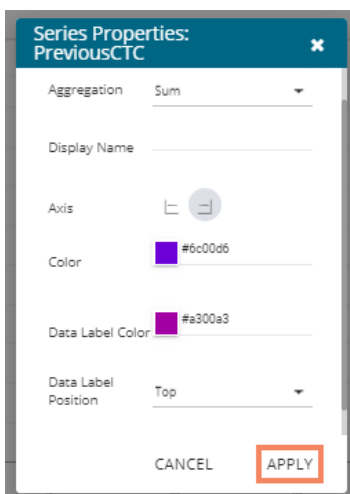 Series Properties:
PreviousCTC
Aggregation Sum
Display Name
Axis
Color #6c00d6
Data Label Color #a300a3
Data Label
Position Top
CANCEL APPLY